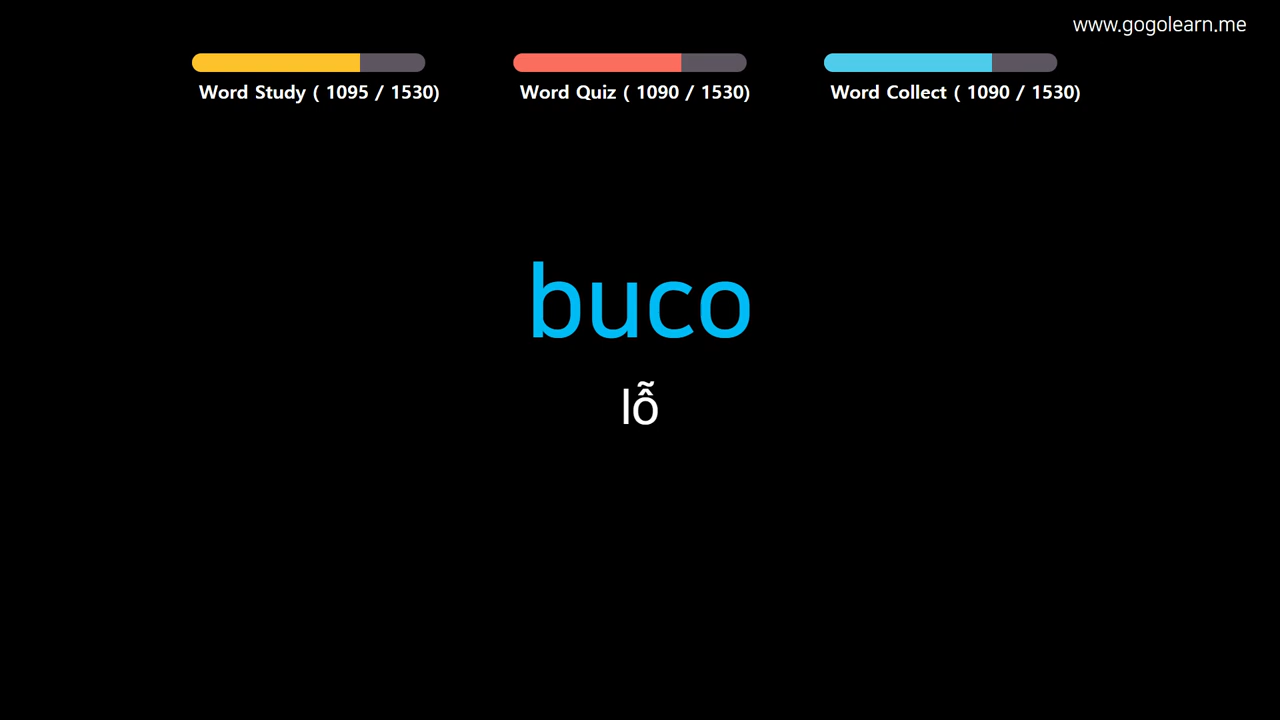 www.gogolearn.me
Word Study ( 1095 / 1530)
Word Quiz ( 1090 / 1530)
Word Collect ( 1090 / 1530)
buco
lỗ